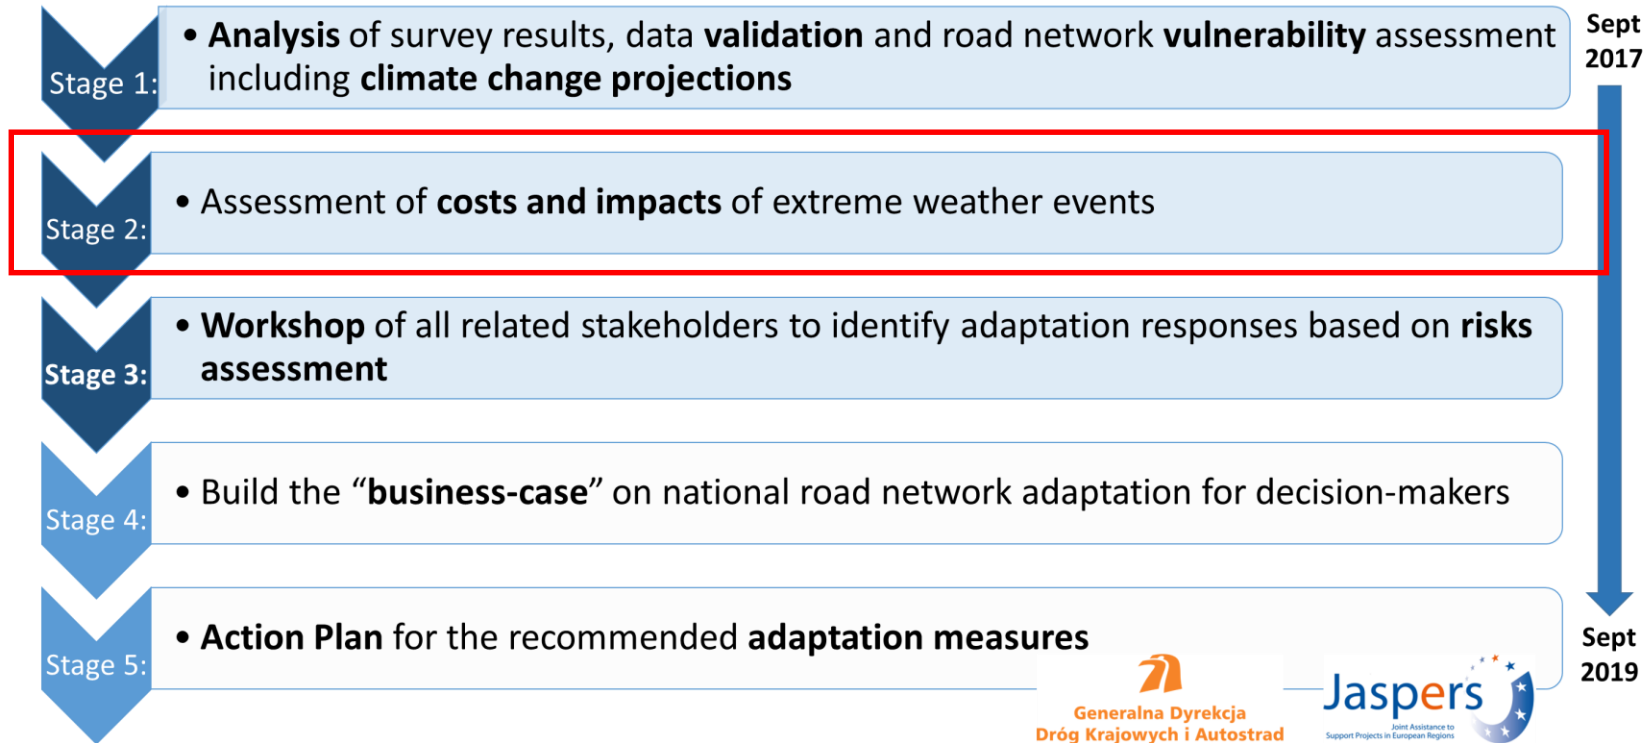 Sept
2017
Stage 1:
• Analysis of survey results, data validation and road network vulnerability assessment
including climate change projections
Stage 2:
• Assessment of costs and impacts of extreme weather events
Stage 3:
• Workshop of all related stakeholders to identify adaptation responses based on risks
assessment
Stage 4:
• Build the “business-case” on national road network adaptation for decision-makers
Stage 5:
• Action Plan for the recommended adaptation measures
Sept
2019
Generalna Dyrekcja
Dróg Krajowych i Autostrad
Jaspers
Joint Assistance to
Support Projects in European Regions